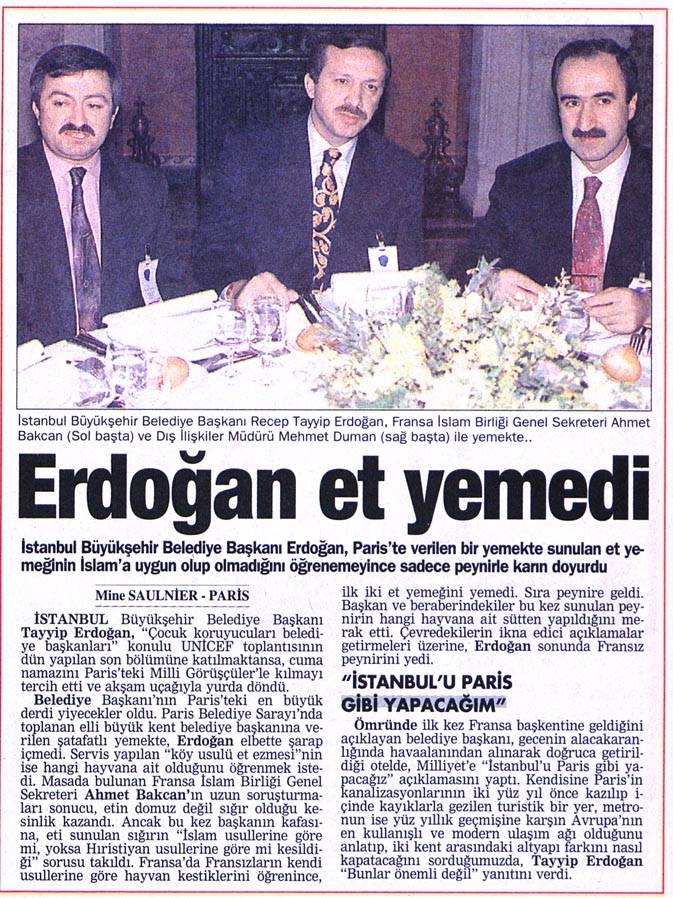 İstanbul Büyükşehir Belediye Başkanı Recep Tayyip Erdoğan, Fransa İslam Birliği Genel Sekreteri Ahmet
Bakcan (Sol başta) ve Dış İlişkiler Müdürü Mehmet Duman (sağ başta) ile yemekte..
Erdoğan et yemedi
İstanbul Büyükşehir Belediye Başkanı Erdoğan, Paris'te verilen bir yemekte sunulan et ye-
meğinin İslam'a uygun olup olmadığını öğrenemeyince sadece peynirle karın doyurdu
Mine SAULNIER - PARİS
İSTANBUL Büyükşehir Belediye Başkanı
Tayyip Erdoğan, "Çocuk koruyucuları beledi-
ye başkanları" konulu UNICEF toplantısının
dün yapılan son bölümüne katılmaktansa, cuma
namazını Paris'teki Milli Görüşçüler'le kılmayı
tercih etti ve akşam uçağıyla yurda döndü.
Belediye Başkanı'nın Paris'teki en büyük
derdi yiyecekler oldu. Paris Belediye Sarayı'nda
toplanan elli büyük kent belediye başkanına ve-
rilen şatafatlı yemekte, Erdoğan elbette şarap
içmedi. Servis yapılan "köy usulü et ezmesi"nin
ise hangi hayvana ait olduğunu öğrenmek iste-
di. Masada bulunan Fransa İslam Birliği Genel
Sekreteri Ahmet Bakcan'ın uzun soruşturma-
ları sonucu, etin domuz değil sığır olduğu ke-
sinlik kazandı. Ancak bu kez başkanın kafası-
na, eti sunulan sığırın "İslam usullerine göre
mi, yoksa Hıristiyan usullerine göre mi kesildi-
ği" sorusu takıldı. Fransa'da Fransızların kendi
usullerine göre hayvan kestiklerini öğrenince,
ilk iki et yemeğini yemedi. Sıra peynire geldi.
Başkan ve beraberindekiler bu kez sunulan pey-
nirin hangi hayvana ait sütten yapıldığını me-
rak etti. Çevredekilerin ikna edici açıklamalar
getirmeleri üzerine, Erdoğan sonunda Fransız
peynirini yedi.
"İSTANBUL'U PARİS
GİBİ YAPACAĞIM"
Ömründe ilk kez Fransa başkentine geldiğini
açıklayan belediye başkanı, gecenin alacakaran-
lığında havaalanından alınarak doğruca getiril-
diği otelde, Milliyet'e "İstanbul'u Paris gibi ya-
pacağız" açıklamasını yaptı. Kendisine Paris'in
kanalizasyonlarının iki yüz yıl önce kazılıp i-
çinde kayıklarla gezilen turistik bir yer, metro-
nun ise yüz yıllık geçmişine karşın Avrupa'nın
en kullanışlı ve modern ulaşım ağı olduğunu
anlatıp, iki kent arasındaki altyapı farkını nasıl
kapatacağını sorduğumuzda, Tayyip Erdoğan
"Bunlar önemli değil" yanıtını verdi.